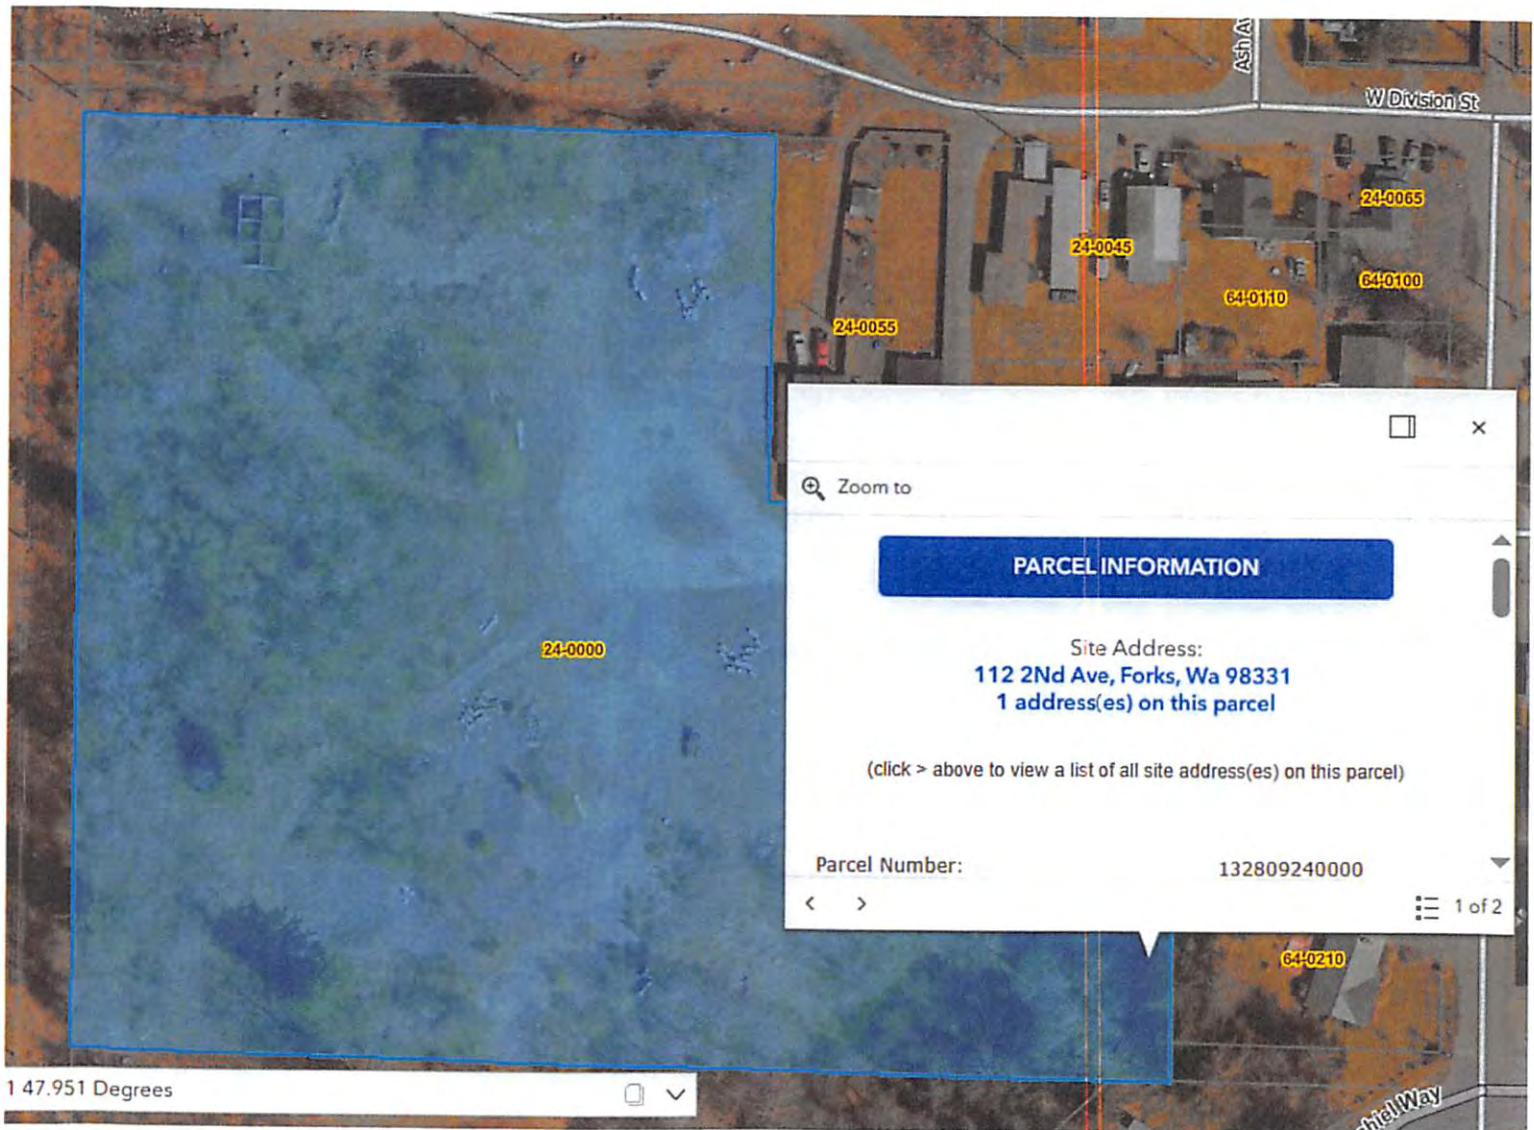 Ash Av
W Division St
24-0065
24-0045
64-0100
64-0110
24-0055
Zoom to
PARCEL INFORMATION
Site Address:
112 2Nd Ave, Forks, Wa 98331
1 address(es) on this parcel
24-0000
(click > above to view a list of all site address(es) on this parcel)
Parcel Number: 132809240000
1 of 2
64-0210
1 47.951 Degrees
hiel Way